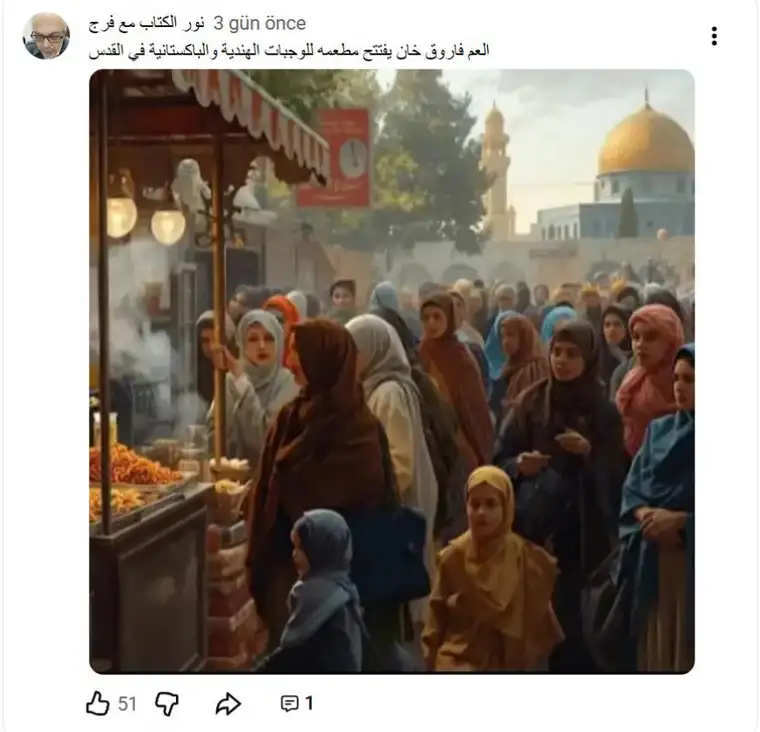 نور الكتاب مع فرج 3 gün önce
العم فاروق خان يفتتح مطعمه للوجبات الهندية والباكستانية في القدس
51
1